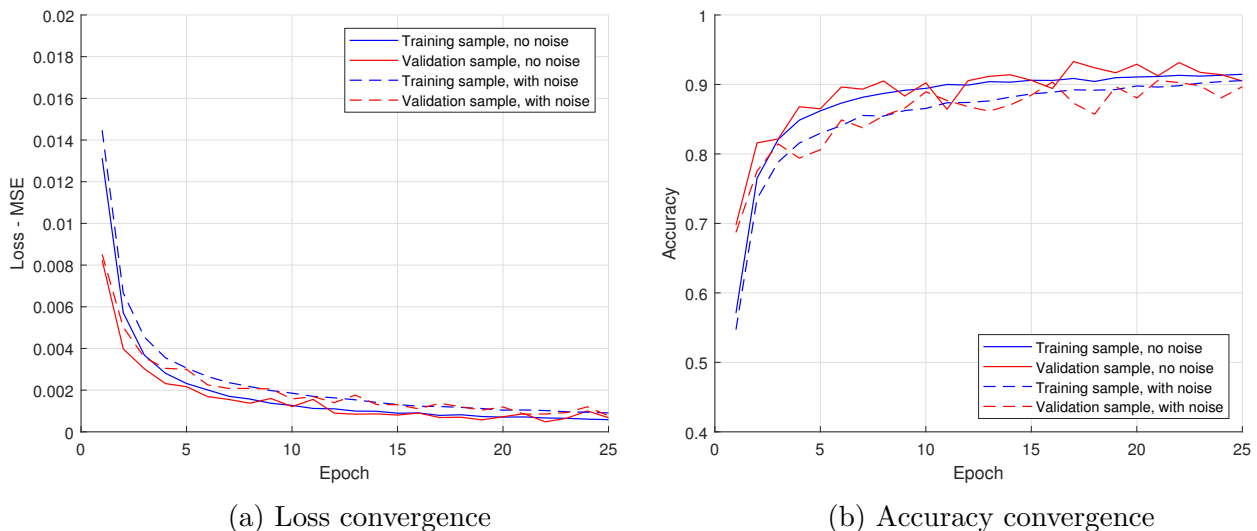 0.02
0.018
0.016
0.014
0.012
0.01
0.008
0.006
0.004
0.002
0
Loss - MSE
Training sample, no noise
Validation sample, no noise
Training sample, with noise
Validation sample, with noise
0 5 10 15 20 25
Epoch
(a) Loss convergence
1
0.9
0.8
0.7
0.6
0.5
0.4
Accuracy
Training sample, no noise
Validation sample, no noise
Training sample, with noise
Validation sample, with noise
0 5 10 15 20 25
Epoch
(b) Accuracy convergence